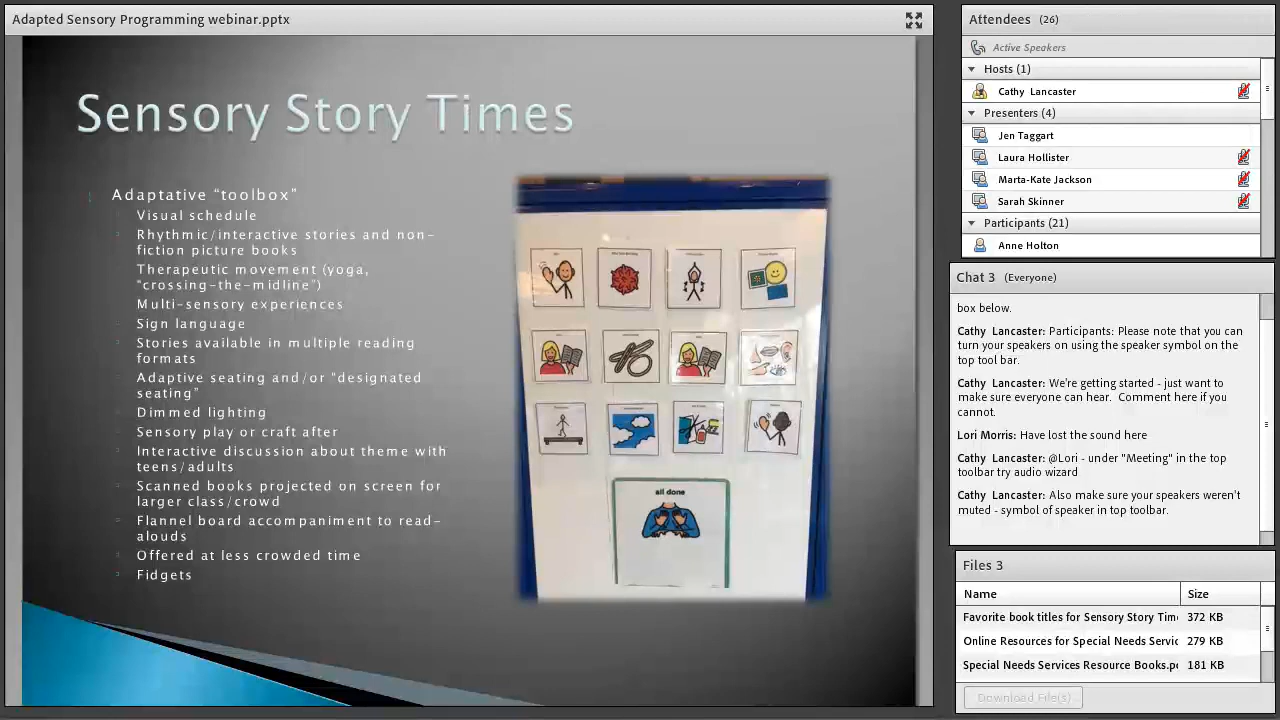 Adapted Sensory Programming webinar.pptx
Sensory Story Times
Adaptative “toolbox”
Visual schedule
Rhythmic/interactive stories and non-
fiction picture books
Therapeutic movement (yoga,
“crossing-the-midline”)
Multi-sensory experiences
Sign language
Stories available in multiple reading
formats
Adaptive seating and/or “designated
seating”
Dimmed lighting
Sensory play or craft after
Interactive discussion about theme with
teens/adults
Scanned books projected on screen for
larger class/crowd
Flannel board accompaniment to read-
alouds
Offered at less crowded time
Fidgets
all done
Attendees (26)
Active Speakers
Hosts (1)
Cathy Lancaster
Presenters (4)
Jen Taggart
Laura Hollister
Marta-Kate Jackson
Sarah Skinner
Participants (21)
Anne Holton
Chat 3 (Everyone)
box below.
Cathy Lancaster: Participants: Please note that you can
turn your speakers on using the speaker symbol on the
top tool bar.
Cathy Lancaster: We're getting started - just want to
make sure everyone can hear. Comment here if you
cannot.
Lori Morris: Have lost the sound here
Cathy Lancaster: @Lori - under "Meeting" in the top
toolbar try audio wizard
Cathy Lancaster: Also make sure your speakers weren't
muted - symbol of speaker in top toolbar.
Files 3
Name Size
Favorite book titles for Sensory Story Tim 372 KB
Online Resources for Special Needs Servic 279 KB
Special Needs Services Resource Books.p 181 KB
Download File(s)